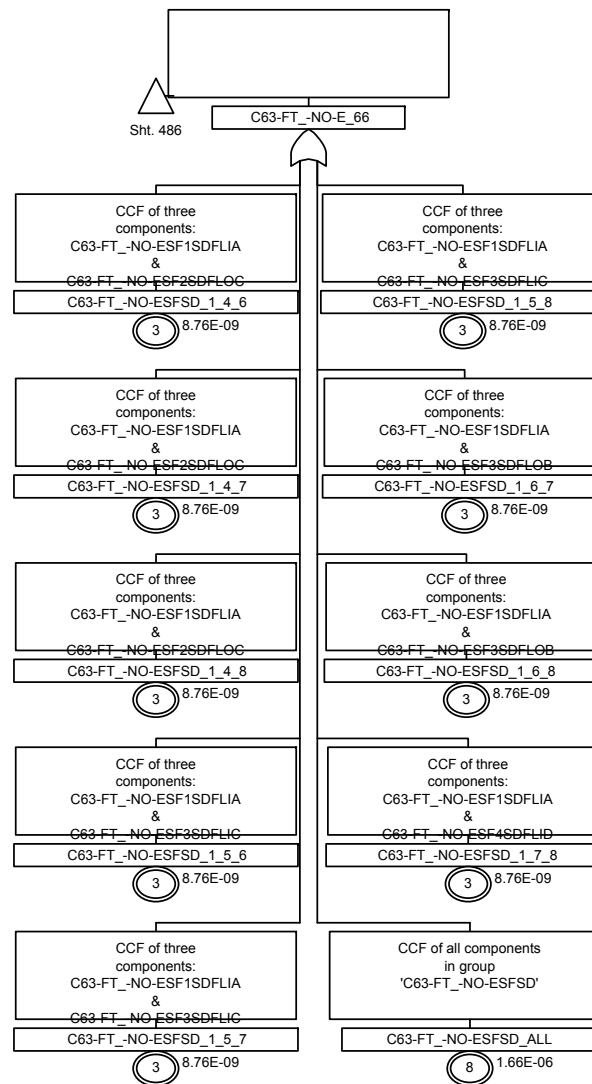 Sht. 486
C63-FT_-NO-E_66
CCF of three
components:
C63-FT_-NO-ESF1SDFLIA
&
C63-FT_-NO-ESF2SDFLOC
C63-FT_-NO-ESFSD_1_4_6
3
8.76E-09
CCF of three
components:
C63-FT_-NO-ESF1SDFLIA
&
C63-FT_-NO-ESF3SDFLIC
C63-FT_-NO-ESFSD_1_5_8
3
8.76E-09
CCF of three
components:
C63-FT_-NO-ESF1SDFLIA
&
C63-FT_-NO-ESF2SDFLOC
C63-FT_-NO-ESFSD_1_4_7
3
8.76E-09
CCF of three
components:
C63-FT_-NO-ESF1SDFLIA
&
C63-FT_-NO-ESF3SDFLOB
C63-FT_-NO-ESFSD_1_6_7
3
8.76E-09
CCF of three
components:
C63-FT_-NO-ESF1SDFLIA
&
C63-FT_-NO-ESF2SDFLOC
C63-FT_-NO-ESFSD_1_4_8
3
8.76E-09
CCF of three
components:
C63-FT_-NO-ESF1SDFLIA
&
C63-FT_-NO-ESF3SDFLOB
C63-FT_-NO-ESFSD_1_6_8
3
8.76E-09
CCF of three
components:
C63-FT_-NO-ESF1SDFLIA
&
C63-FT_-NO-ESF3SDFLIC
C63-FT_-NO-ESFSD_1_5_6
3
8.76E-09
CCF of three
components:
C63-FT_-NO-ESF1SDFLIA
&
C63-FT_-NO-ESF4SDFLID
C63-FT_-NO-ESFSD_1_7_8
3
8.76E-09
CCF of three
components:
C63-FT_-NO-ESF1SDFLIA
&
C63-FT_-NO-ESF3SDFLIC
C63-FT_-NO-ESFSD_1_5_7
3
8.76E-09
CCF of all components
in group
'C63-FT_-NO-ESFSD'
C63-FT_-NO-ESFSD_ALL
8
1.66E-06